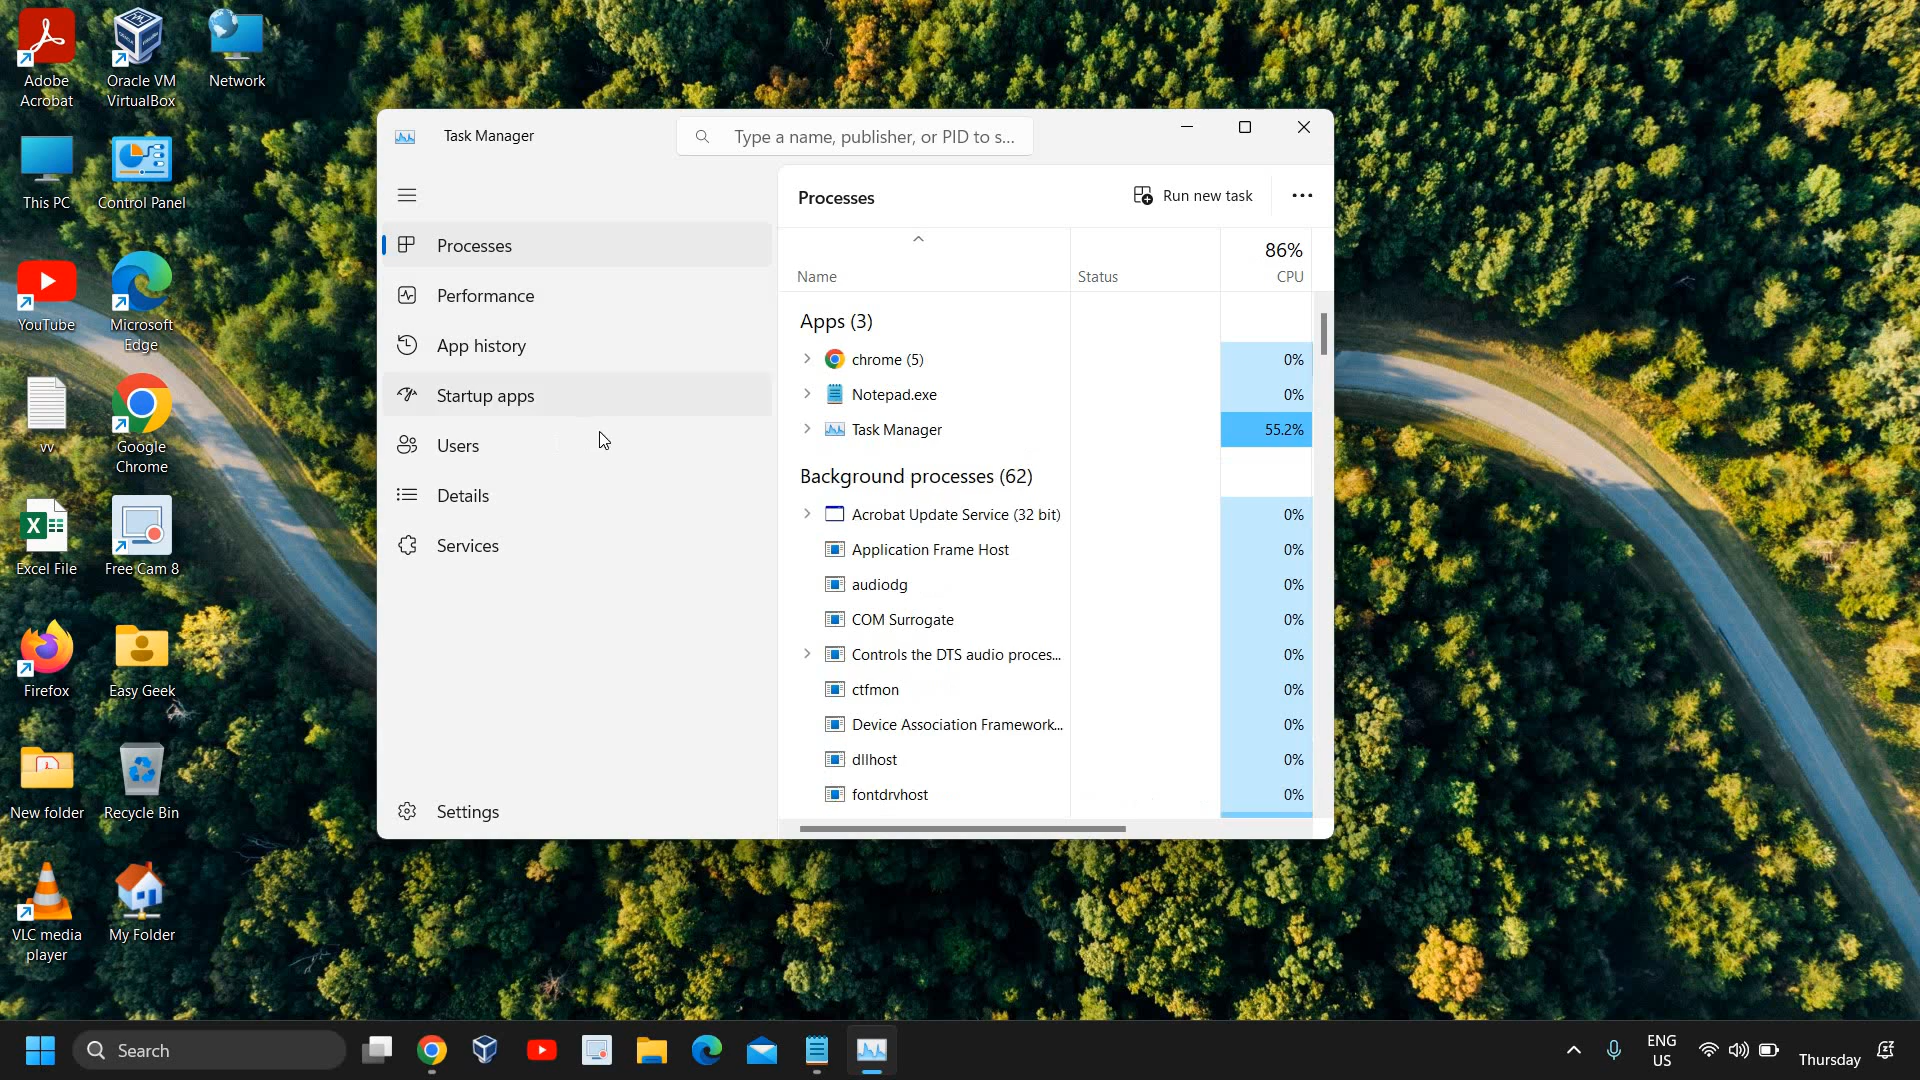 Adobe
Acrobat
Oracle VM
VirtualBox
Network
This PC
Control Panel
YouTube
Microsoft
Edge
vv
Google
Chrome
Excel File
Free Cam 8
Firefox
Easy Geek
New folder
Recycle Bin
VLC media
player
My Folder
Task Manager
Type a name, publisher, or PID to s...
Processes
Performance
App history
Startup apps
Users
Details
Services
Settings
Processes
Run new task
Name
Status
86%
CPU
Apps (3)
chrome (5) 0%
Notepad.exe 0%
Task Manager 55.2%
Background processes (62)
Acrobat Update Service (32 bit) 0%
Application Frame Host 0%
audiodg 0%
COM Surrogate 0%
Controls the DTS audio proces... 0%
ctfmon 0%
Device Association Framework... 0%
dllhost 0%
fontdrvhost 0%
Search
ENG
US
Thursday